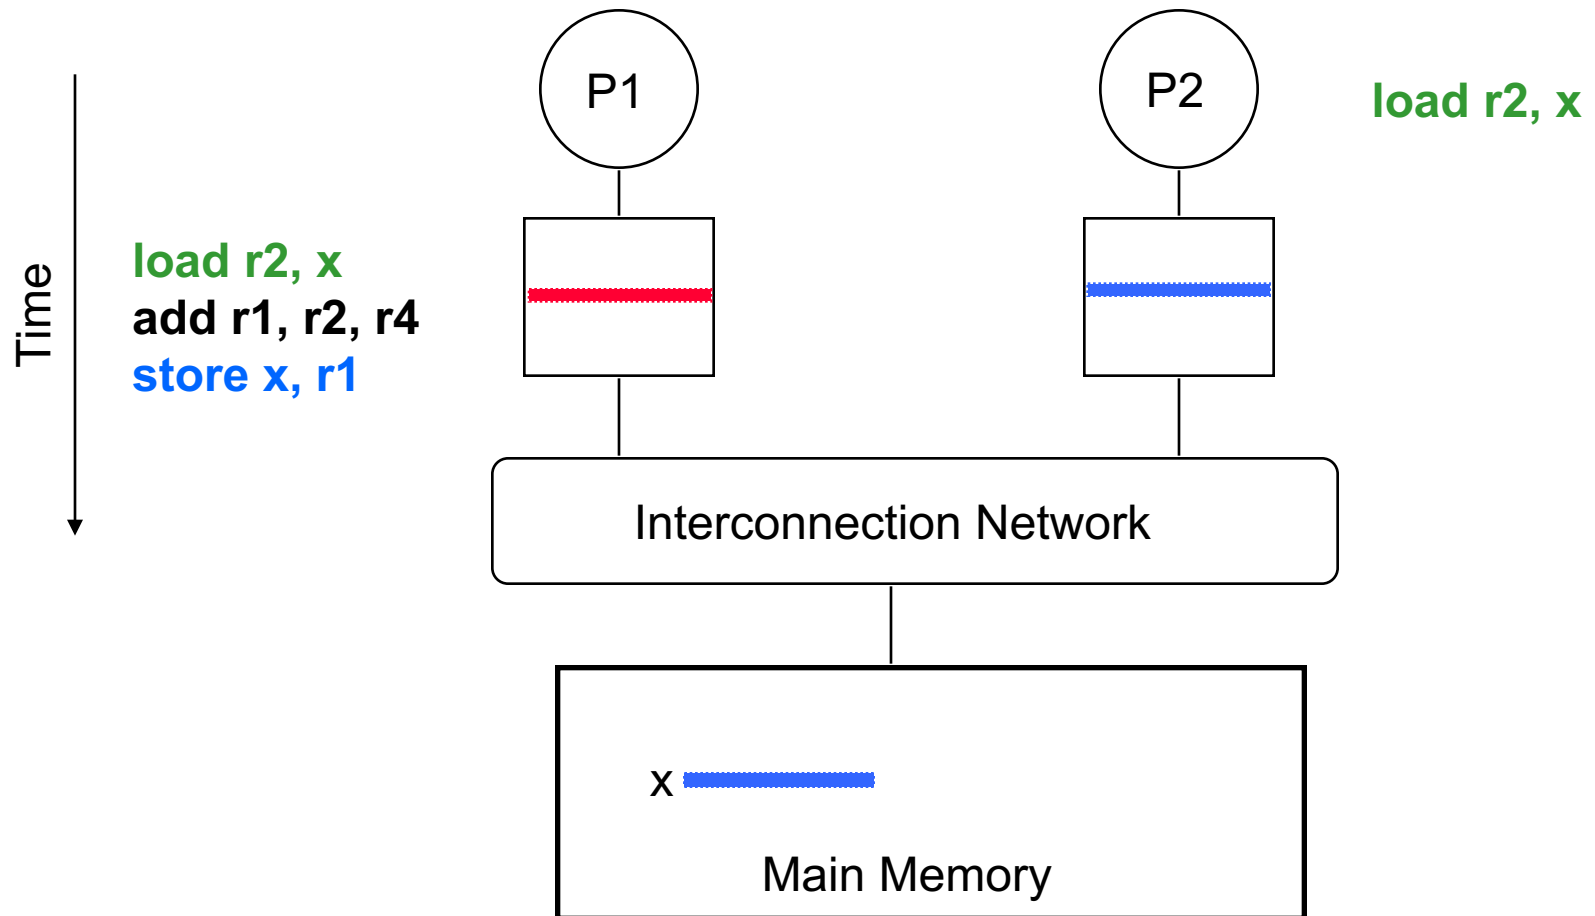 P1
P2
load r2, x
Time
load r2, x
add r1, r2, r4
store x, r1
Interconnection Network
x
Main Memory